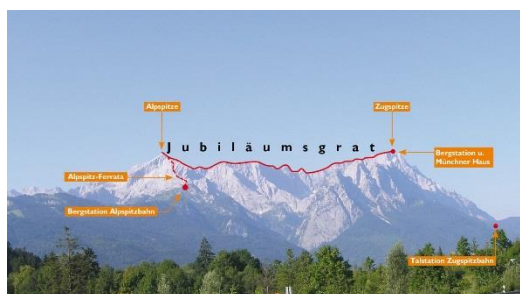 Alpspitze
Zugspitze
Jubiläumsgrat
Bergstation u.
Münchner Haus
Alpspitz-Ferrata
Bergstation Alpspitzbahn
Talstation Zugspitzbahn